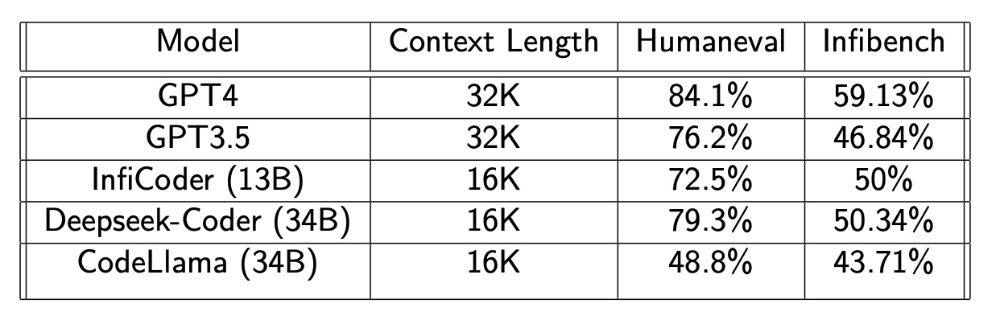 Model Context Length Humaneval Infibench
GPT4 32K 84.1% 59.13%
GPT3.5 32K 76.2% 46.84%
InfiCoder (13B) 16K 72.5% 50%
Deepseek-Coder (34B) 16K 79.3% 50.34%
CodeLlama (34B) 16K 48.8% 43.71%